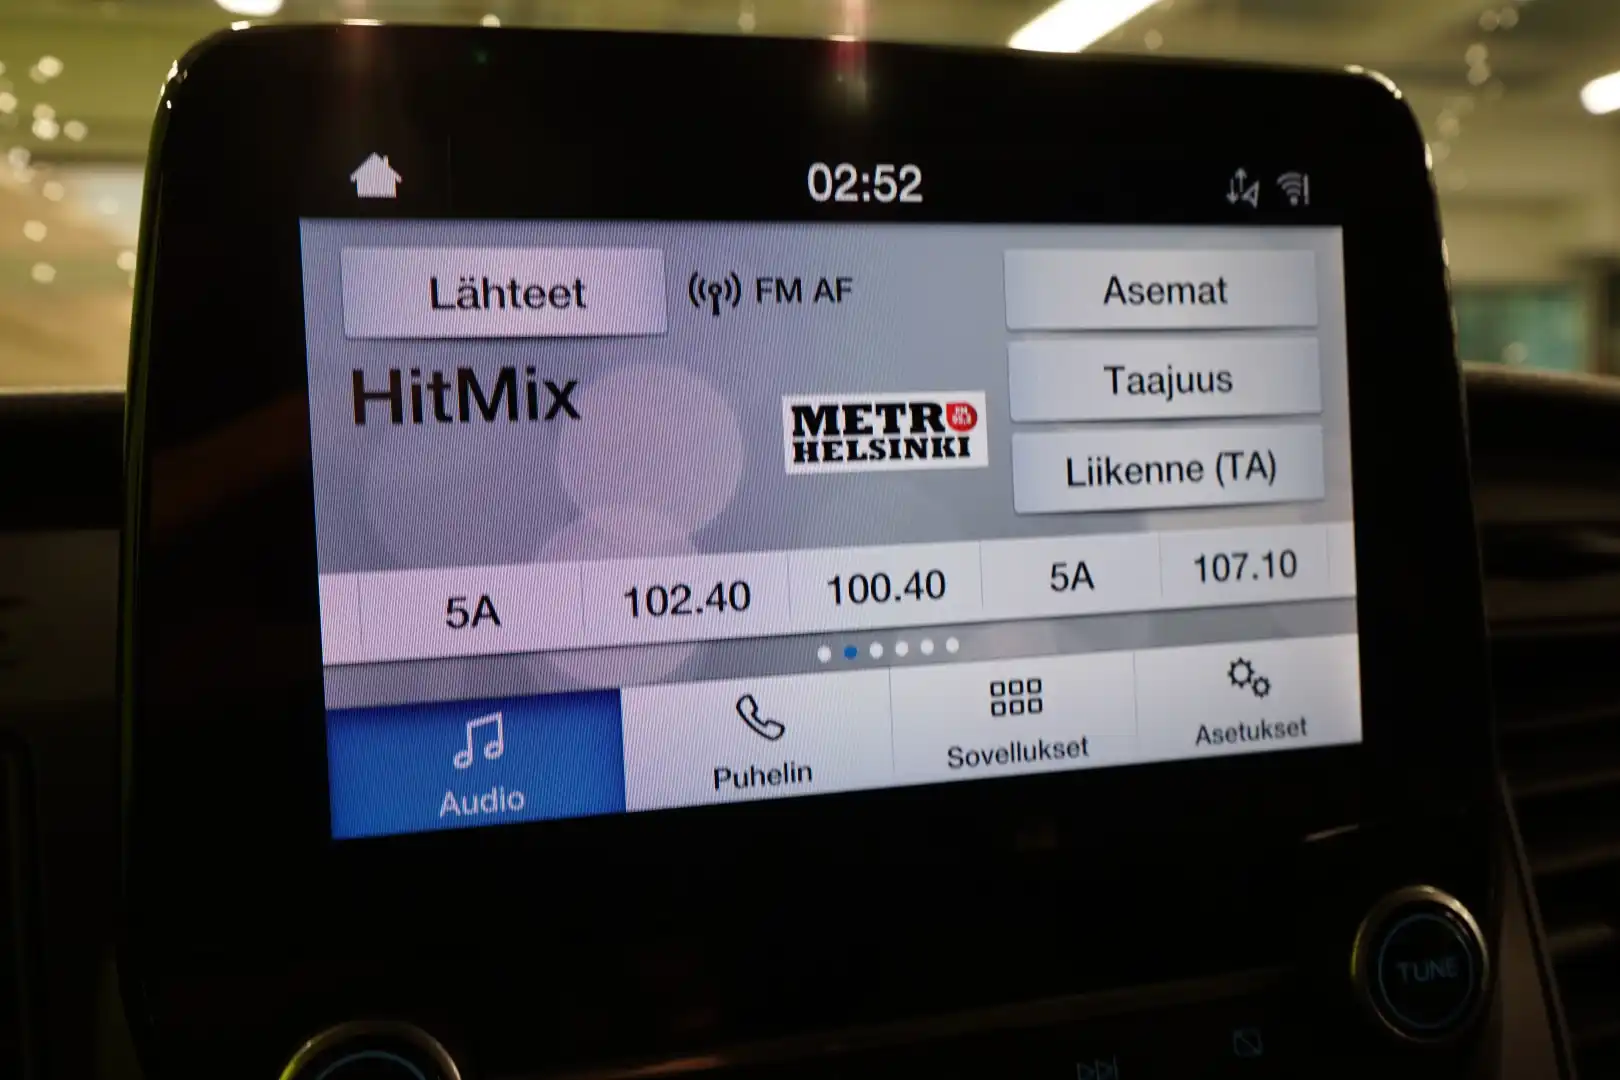 02:52
Lähteet
FM AF
Asemat
HitMix
METRO
HELSINKI
Taajuus
Liikenne (TA)
5A
102.40
100.40
5A
107.10
Audio
Puhelin
Sovellukset
Asetukset
TUNE